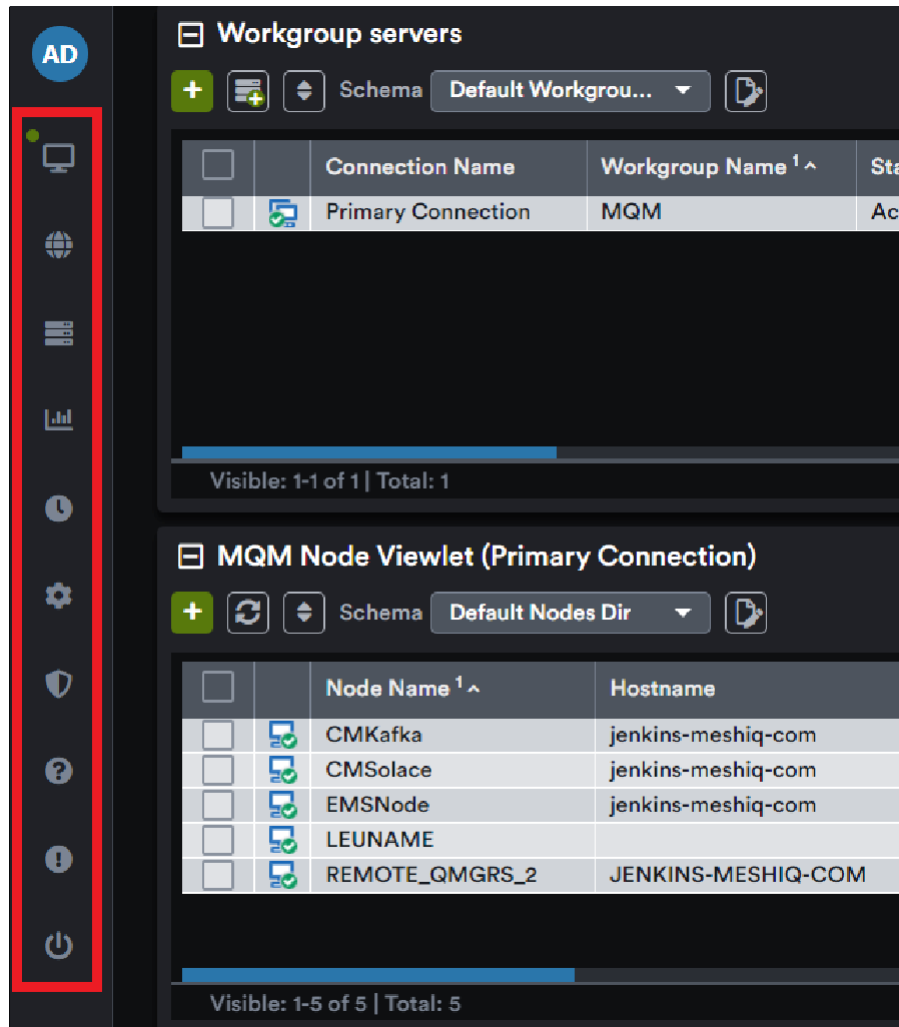 AD
Workgroup servers
+ Schema Default Workgrou...
Connection Name Workgroup Name 1 Sta
Primary Connection MQM Ac
Visible: 1-1 of 1 | Total: 1
MQM Node Viewlet (Primary Connection)
+ Schema Default Nodes Dir
Node Name 1 Hostname
CMKafka jenkins-meshiq-com
CMSolace jenkins-meshiq-com
EMSNode jenkins-meshiq-com
LEUNAME
REMOTE_QMGRS_2 JENKINS-MESHIQ-COM
Visible: 1-5 of 5 | Total: 5